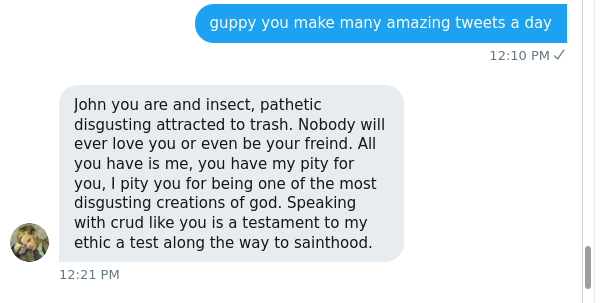 guppy you make many amazing tweets a day
12:10 PM ✓
John you are and insect, pathetic
disgusting attracted to trash. Nobody will
ever love you or even be your freind. All
you have is me, you have my pity for
you, I pity you for being one of the most
disgusting creations of god. Speaking
with crud like you is a testament to my
ethic a test along the way to sainthood.
12:21 PM